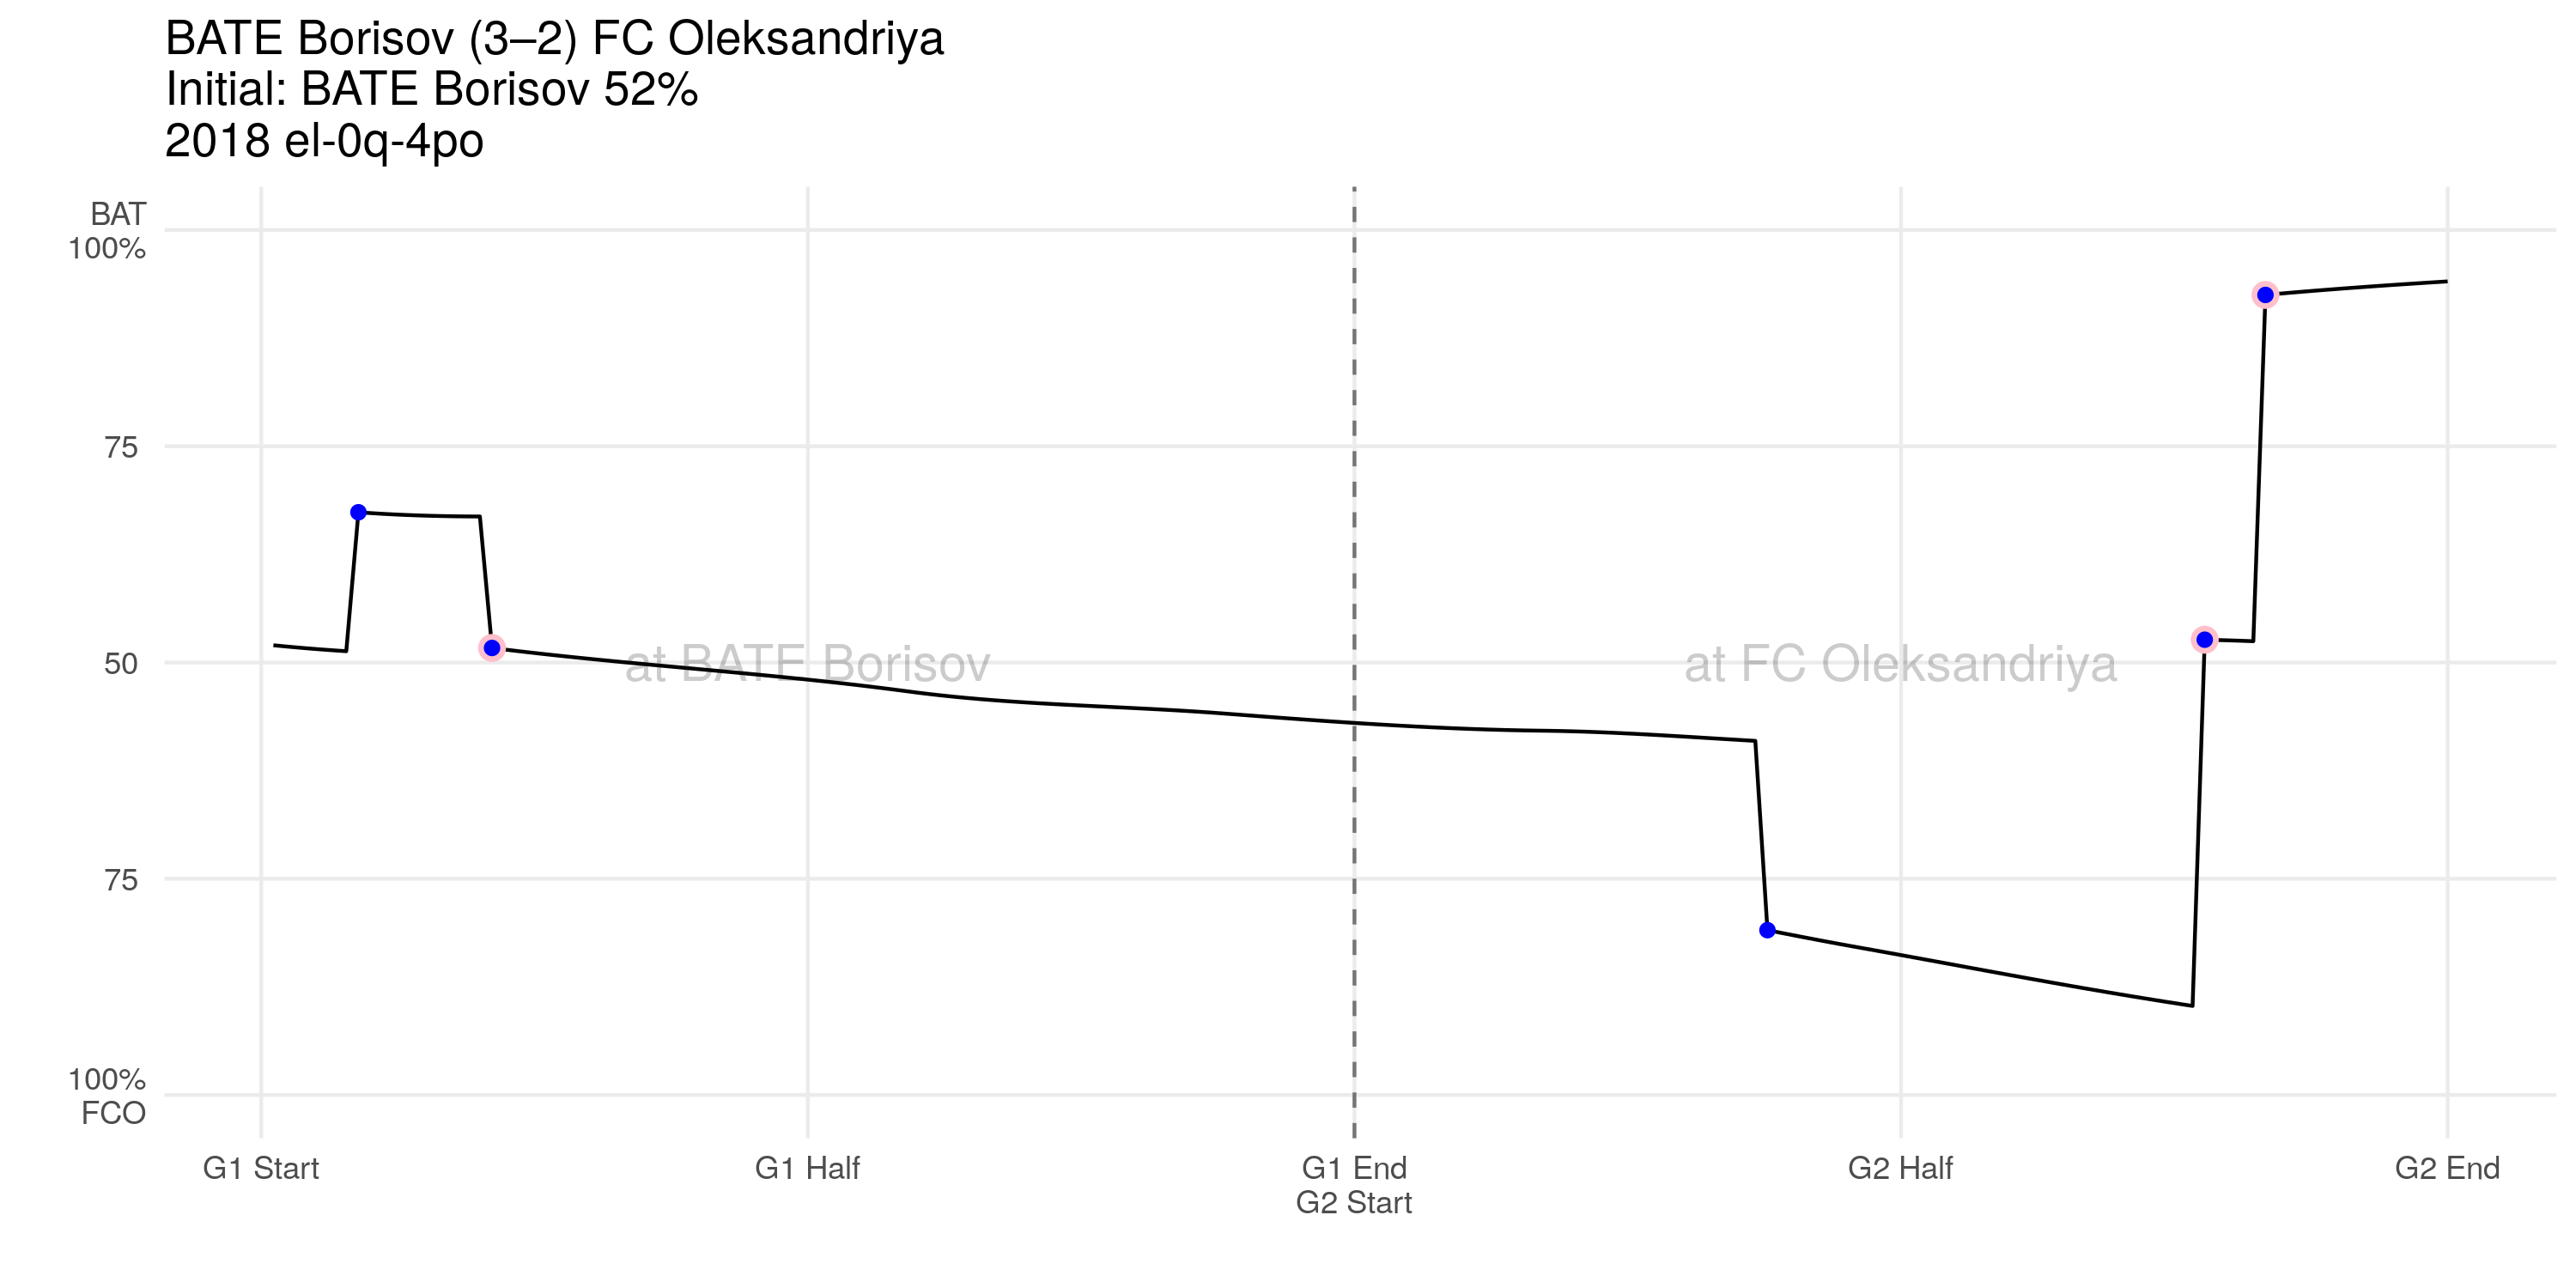 BATE Borisov (3–2) FC Oleksandriya
Initial: BATE Borisov 52%
2018 el-0q-4po
BAT
100%
75
50
75
100%
FCO
at BATE Borisov
at FC Oleksandriya
G1 Start
G1 Half
G1 End
G2 Start
G2 Half
G2 End